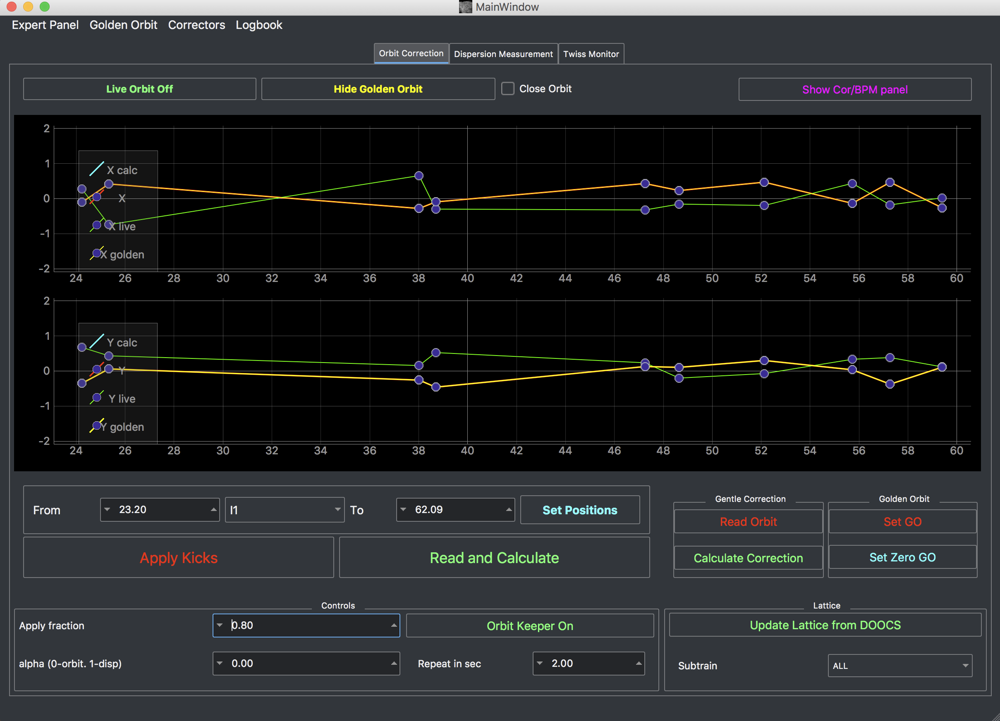 MainWindow
Expert Panel Golden Orbit Correctors Logbook
Orbit Correction Dispersion Measurement Twiss Monitor
Live Orbit Off Hide Golden Orbit Close Orbit Show Cor/BPM panel
2
1
0
-1
-2
X calc
X
X live
X golden
24 26 28 30 32 34 36 38 40 42 44 46 48 50 52 54 56 58 60
2
1
0
-1
-2
Y calc
Y
Y live
Y golden
24 26 28 30 32 34 36 38 40 42 44 46 48 50 52 54 56 58 60
From 23.20 I1 To 62.09 Set Positions
Apply Kicks Read and Calculate
Gentle Correction
Read Orbit
Calculate Correction
Golden Orbit
Set GO
Set Zero GO
Controls
Apply fraction 0.80 Orbit Keeper On
alpha (0-orbit. 1-disp) 0.00 Repeat in sec 2.00
Lattice
Update Lattice from DOOCS
Subtrain ALL